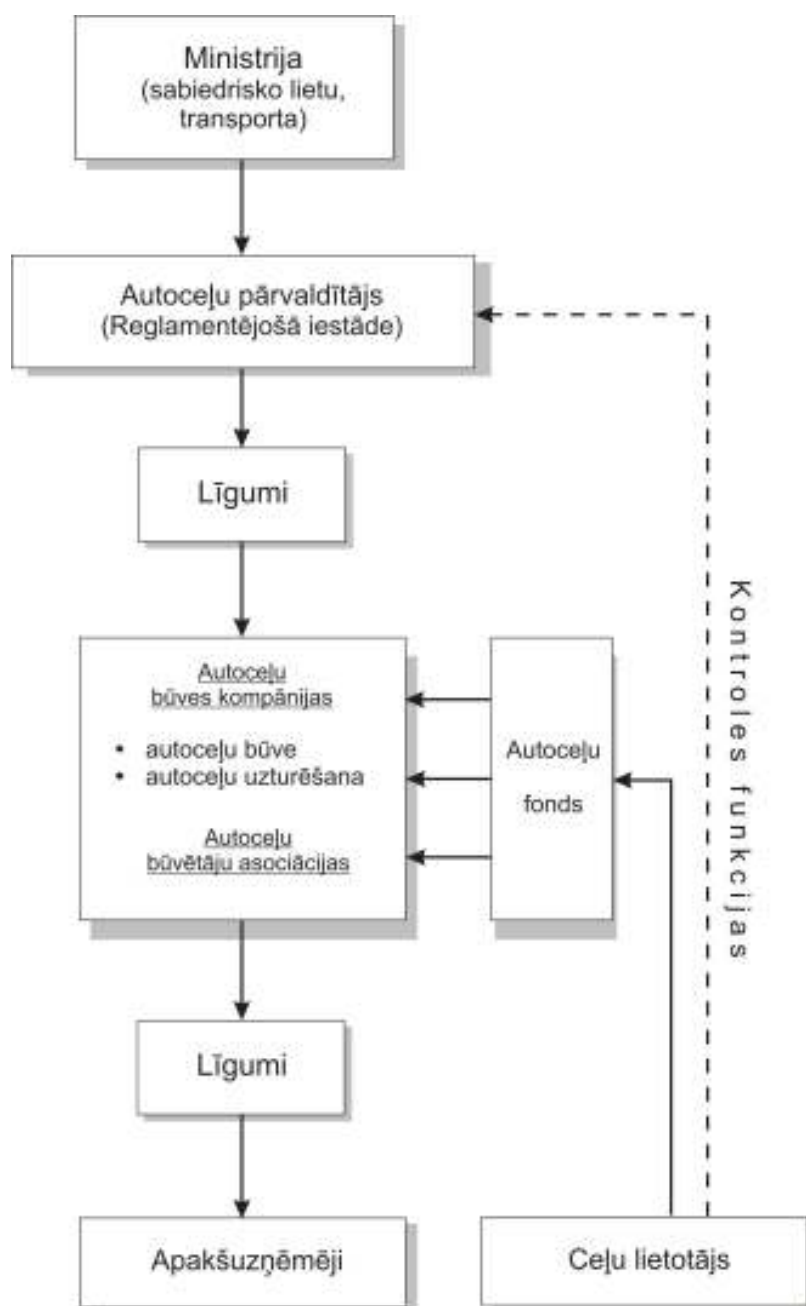 Ministrija
(sabiedrisko lietu,
transporta)
Autoceļu pārvaldītājs
(Reglamentējošā iestāde)
Līgumi
Autoceļu
būves kompānijas
• autoceļu būve
• autoceļu uzturēšana
Autoceļu
būvētāju asociācijas
Autoceļu
fonds
Kontroles funkcijas
Līgumi
Apakšuzņēmēji
Ceļu lietotājs